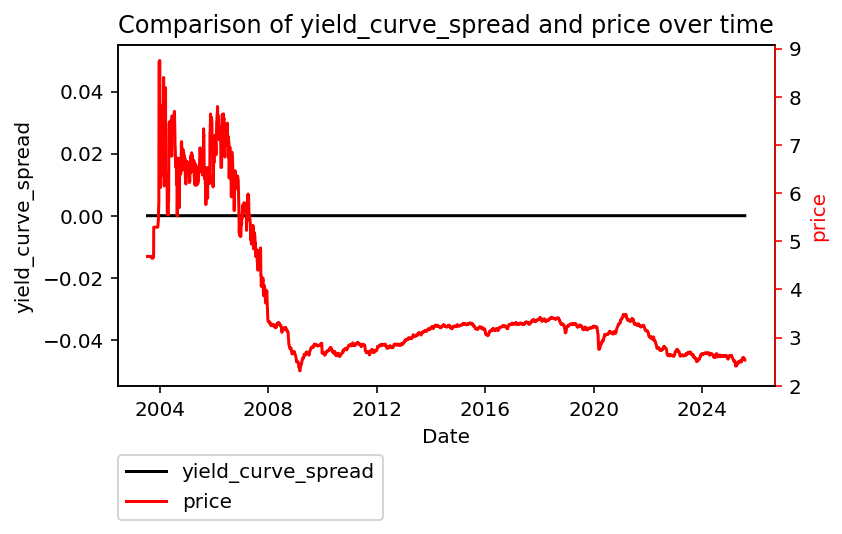 Comparison of yield_curve_spread and price over time
0.04
0.02
0.00
−0.02
−0.04
yield_curve_spread
9
8
7
6
5
4
3
2
price
2004 2008 2012 2016 2020 2024
Date
yield_curve_spread
price